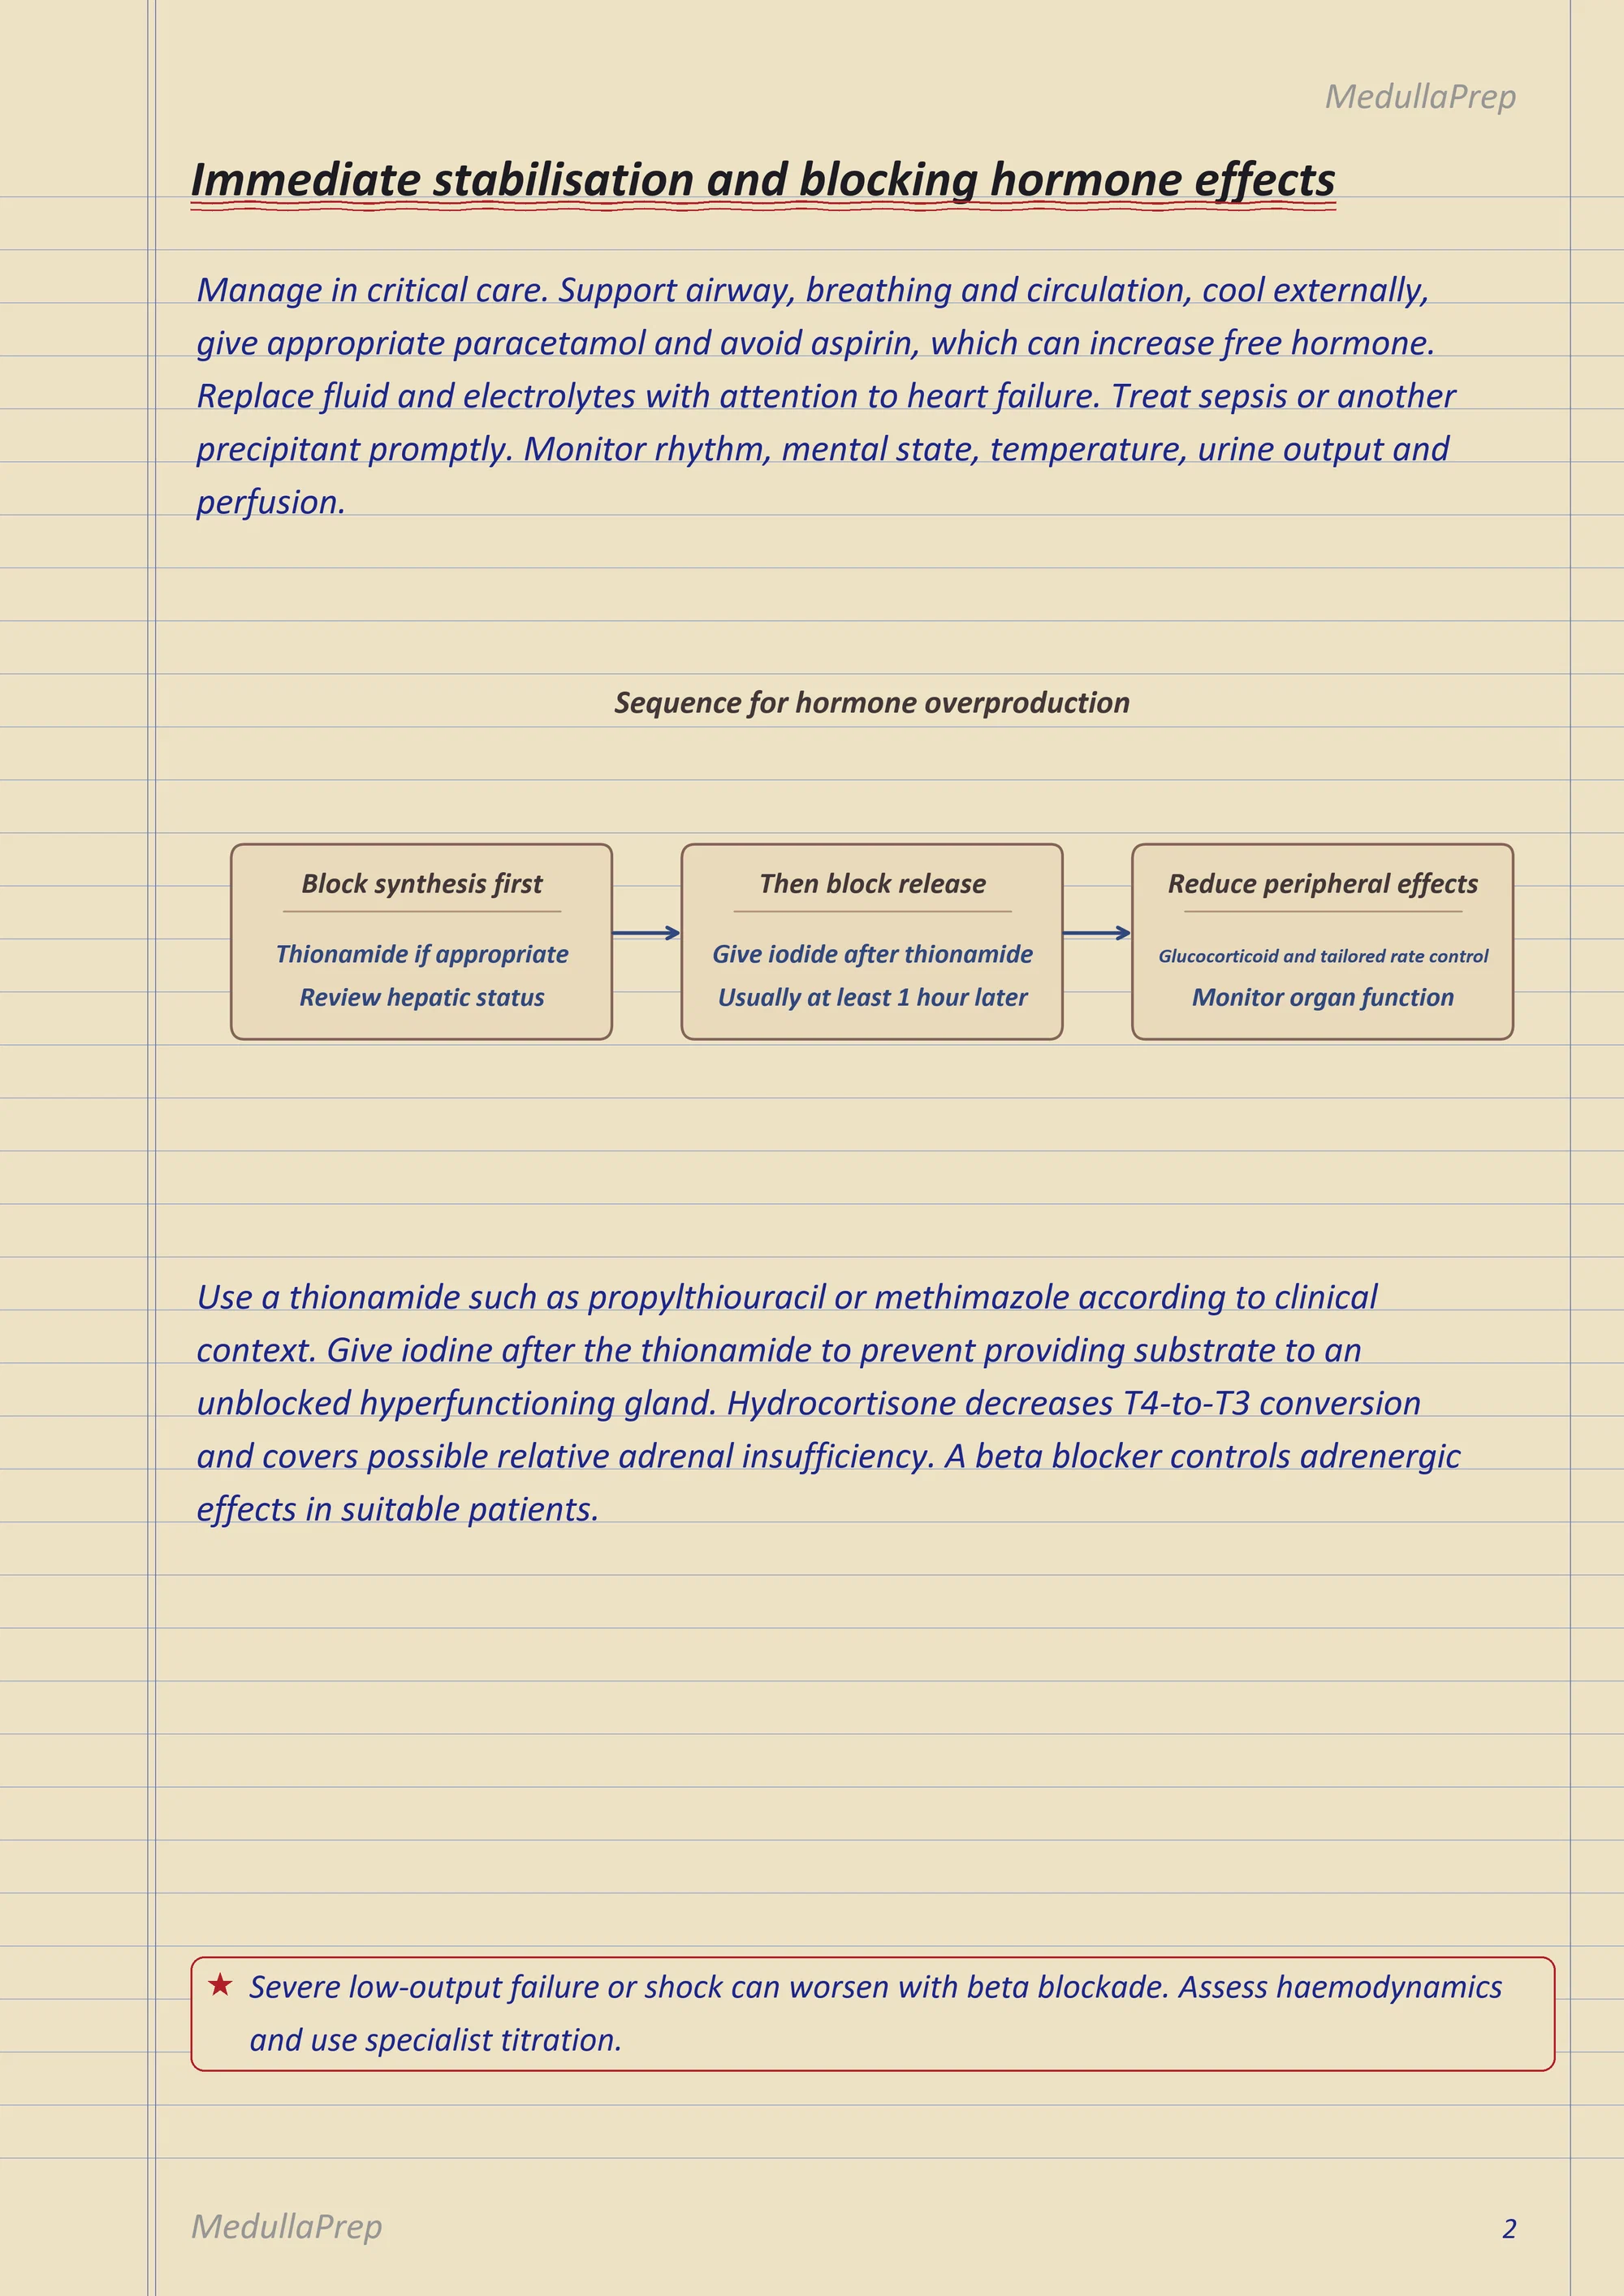 MedullaPrep
Immediate stabilisation and blocking hormone effects
Manage in critical care. Support airway, breathing and circulation, cool externally,
give appropriate paracetamol and avoid aspirin, which can increase free hormone.
Replace fluid and electrolytes with attention to heart failure. Treat sepsis or another
precipitant promptly. Monitor rhythm, mental state, temperature, urine output and
perfusion.
Sequence for hormone overproduction
Block synthesis first
Thionamide if appropriate
Review hepatic status
Then block release
Give iodide after thionamide
Usually at least 1 hour later
Reduce peripheral effects
Glucocorticoid and tailored rate control
Monitor organ function
Use a thionamide such as propylthiouracil or methimazole according to clinical
context. Give iodine after the thionamide to prevent providing substrate to an
unblocked hyperfunctioning gland. Hydrocortisone decreases T4-to-T3 conversion
and covers possible relative adrenal insufficiency. A beta blocker controls adrenergic
effects in suitable patients.
★ Severe low-output failure or shock can worsen with beta blockade. Assess haemodynamics
and use specialist titration.
MedullaPrep
2